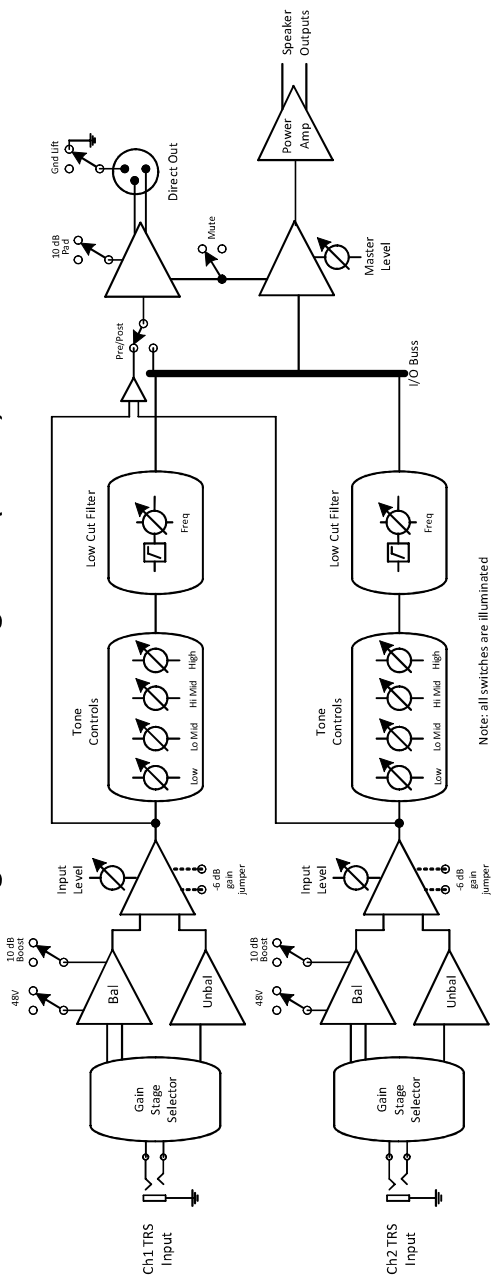 Ch1 TRS
Input
Gain
Stage
Selector
48V
10 dB
Boost
Bal
Unbal
Input
Level
-6 dB
gain
jumper
Tone
Controls
Low
Lo Mid
Hi Mid
High
Low Cut Filter
Freq
Pre/Post
10 dB
Pad
Gnd Lift
Direct Out
Mute
I/O Buss
Master
Level
Power
Amp
Speaker
Outputs
Ch2 TRS
Input
Gain
Stage
Selector
48V
10 dB
Boost
Bal
Unbal
Input
Level
-6 dB
gain
jumper
Tone
Controls
Low
Lo Mid
Hi Mid
High
Low Cut Filter
Freq
Note: all switches are illuminated